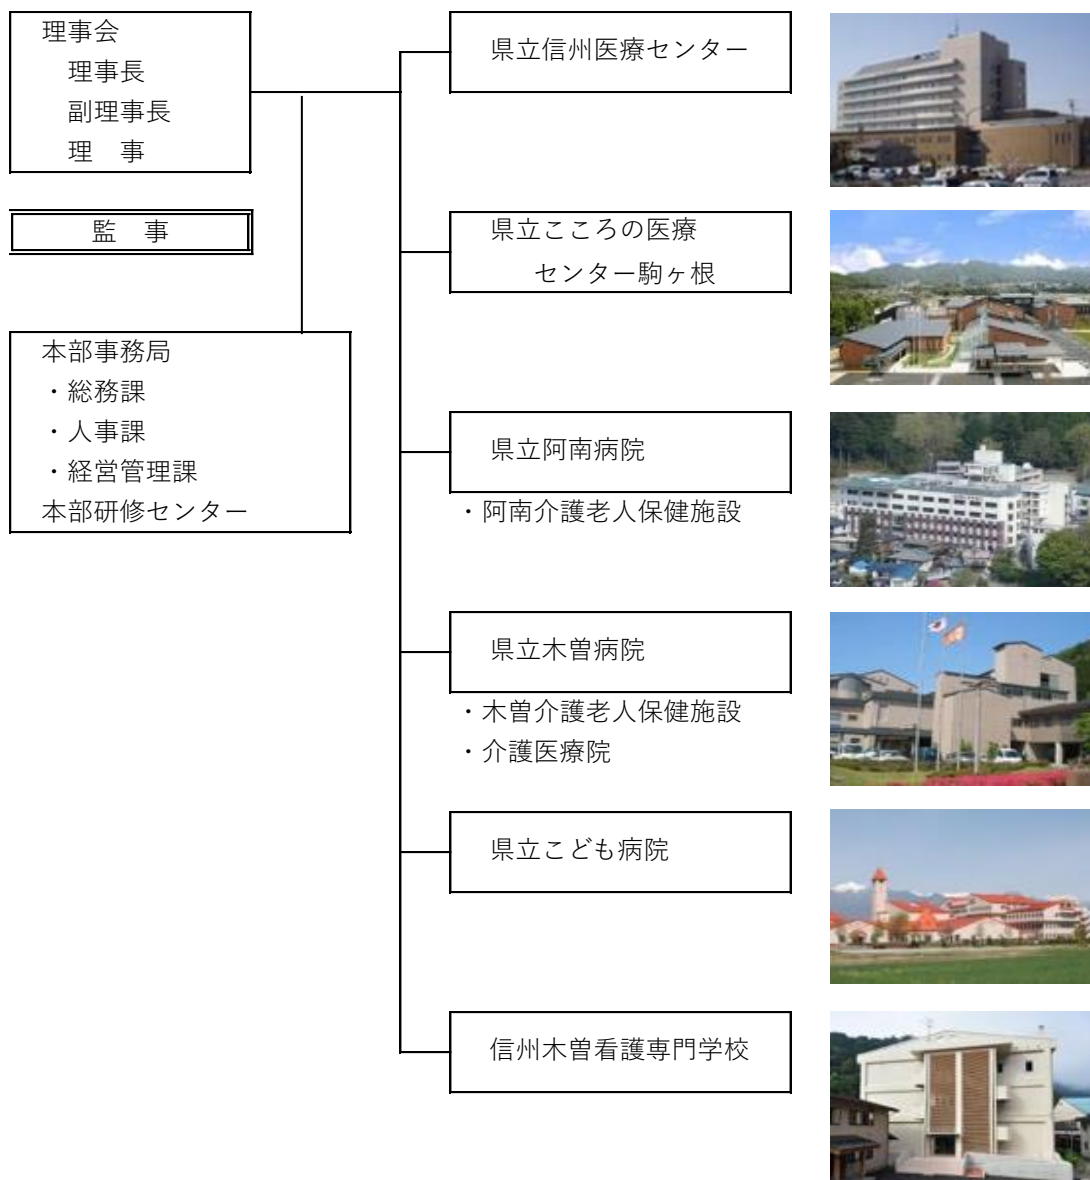 理事会
理事長
副理事長
理　事
監　事
本部事務局
・総務課
・人事課
・経営管理課
本部研修センター
県立信州医療センター
県立こころの医療
センター駒ヶ根
県立阿南病院
・阿南介護老人保健施設
県立木曽病院
・木曽介護老人保健施設
・介護医療院
県立こども病院
信州木曽看護専門学校